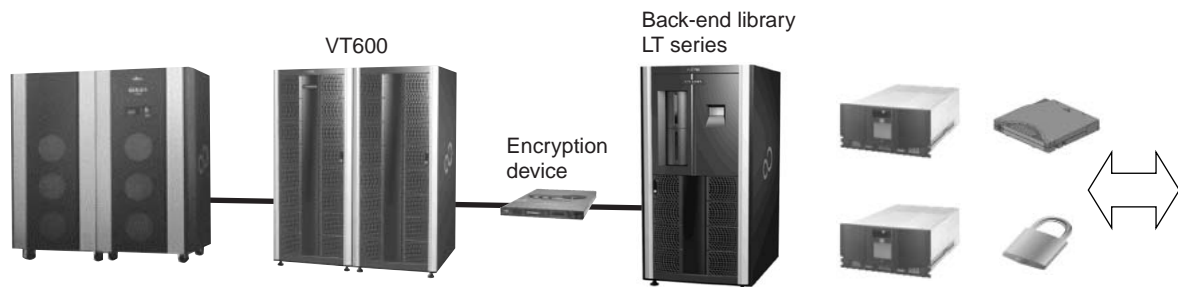 VT600
Back-end library
LT series
Encryption
device